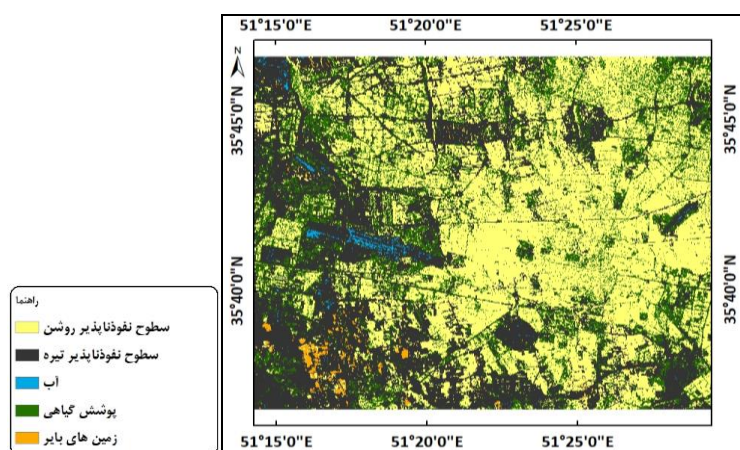 51°15'0"E 51°20'0"E 51°25'0"E
N
35°45'0"N 35°45'0"N
35°40'0"N 35°40'0"N
راهنما
سطوح نفوذناپذیر روشن
سطوح نفوذناپذیر تیره
آب
پوشش گیاهی
زمین های بایر
51°15'0"E 51°20'0"E 51°25'0"E